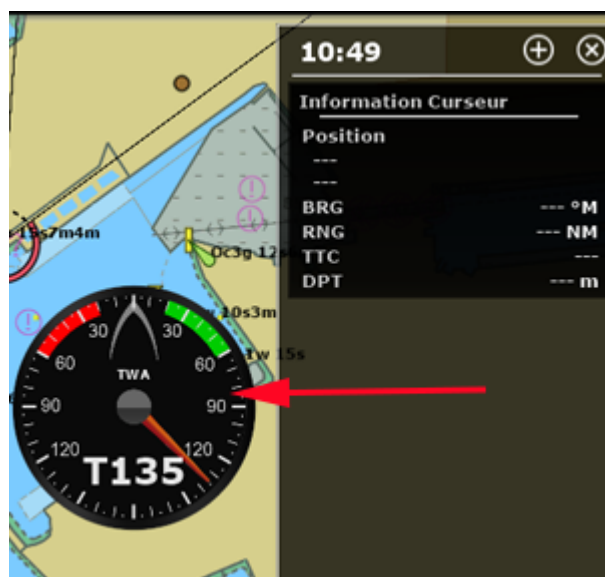 10:49
Information Curseur
Position
---
---
BRG --- °M
RNG --- NM
TTC ---
DPT --- m
15s7m4m
Oc3g 12s
10s3m
1w 15s
30 30
60 60
TWA
90 90
120 120
T135